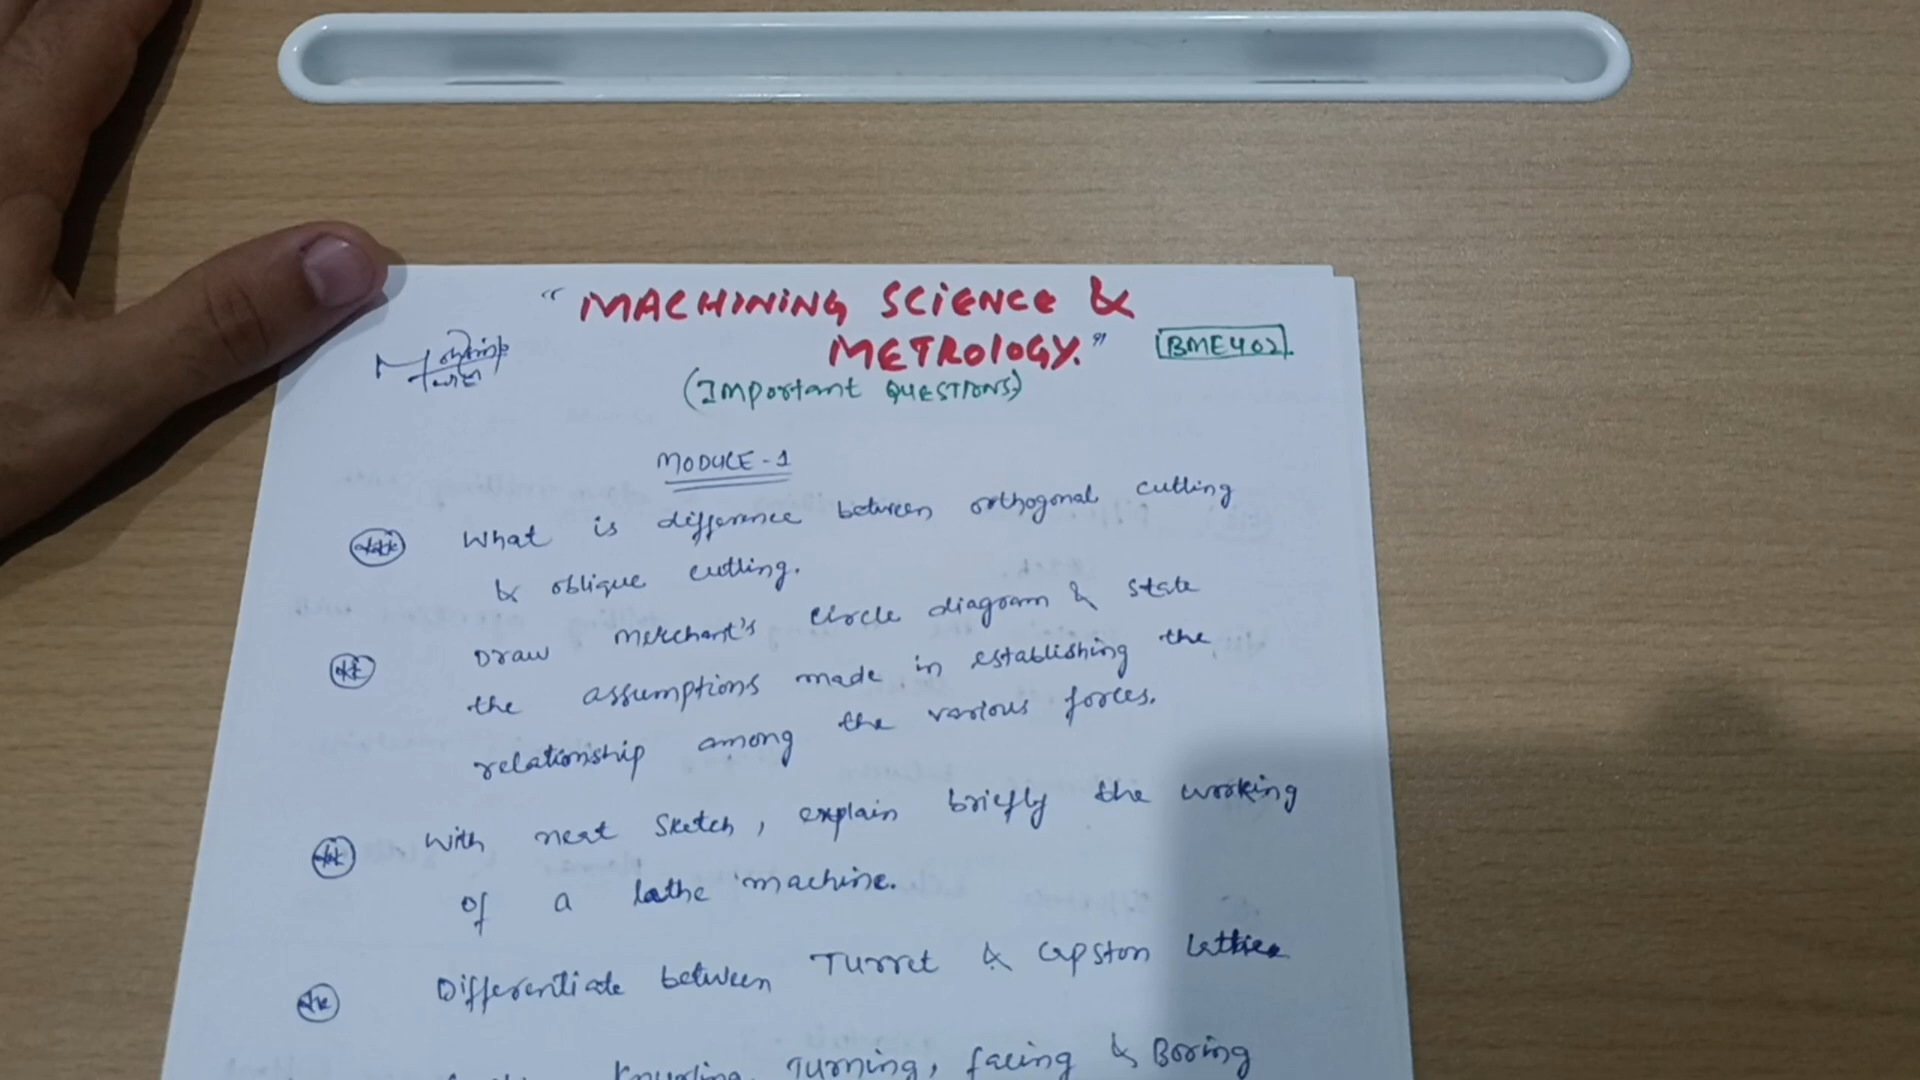 " MACHINING SCIENCE &
METROLOGY."
BME402
(Important QUESTIONS)
MODULE-1
What is difference between orthogonal cutting
& oblique cutting.
Draw Merchant's circle diagram & state
the assumptions made in establishing the
relationship among the various forces.
With neat Sketch, explain briefly the working
of a lathe machine.
Differentiate between Turret & Capston
Knurling, Turning, facing & Boring